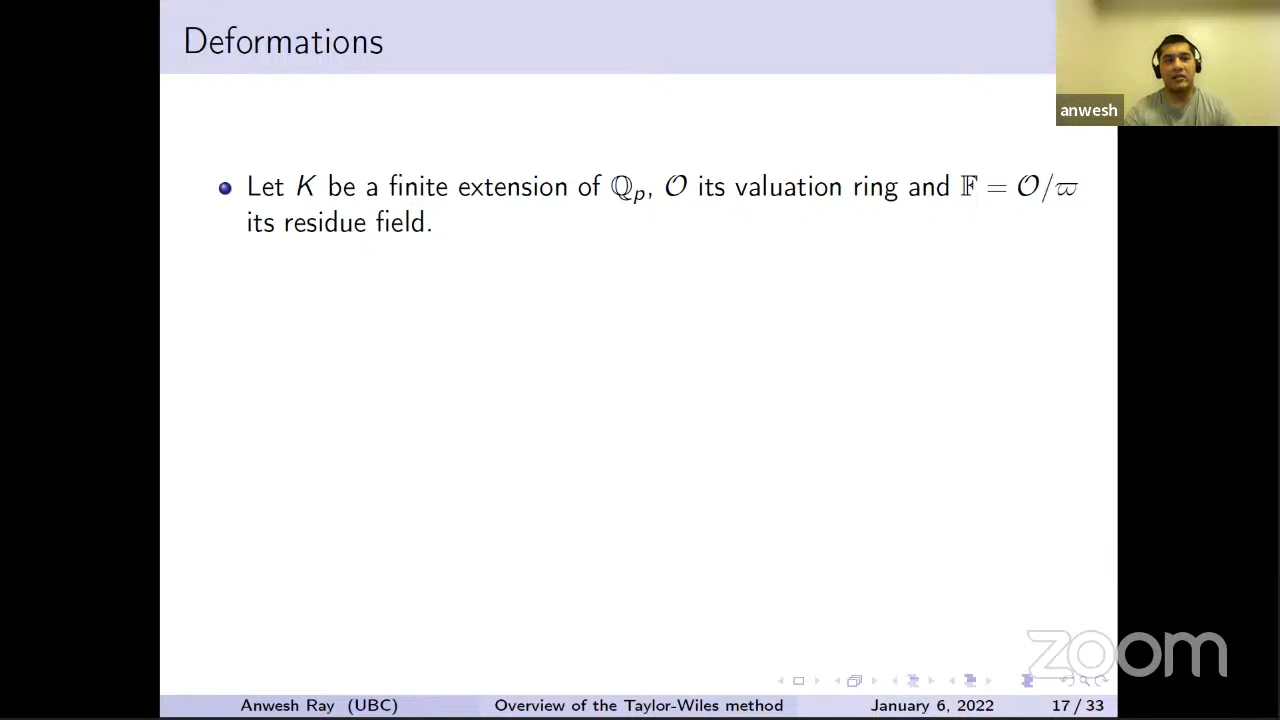 Deformations
anwesh
Let K be a finite extension of ℚₚ, 𝒪 its valuation ring and 𝔽 = 𝒪/ϖ
its residue field.
zoom
Anwesh Ray (UBC) Overview of the Taylor-Wiles method January 6, 2022 17 / 33